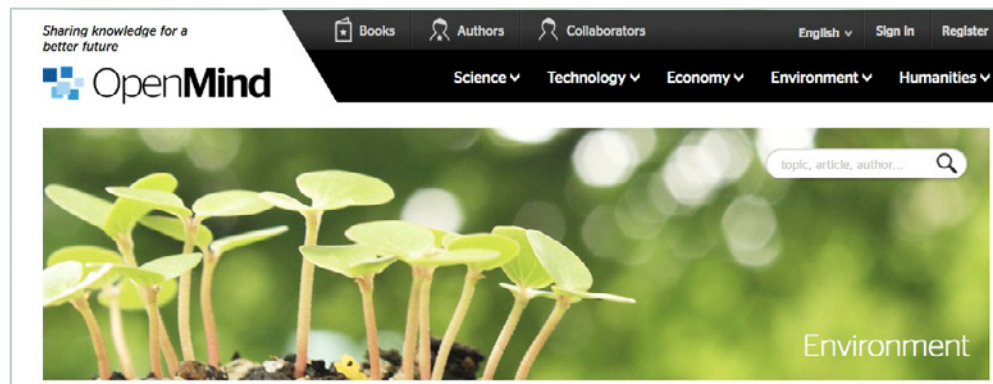 Sharing knowledge for a
better future
OpenMind
Books Authors Collaborators English Sign in Register
Science Technology Economy Environment Humanities
topic, article, author...
Environment